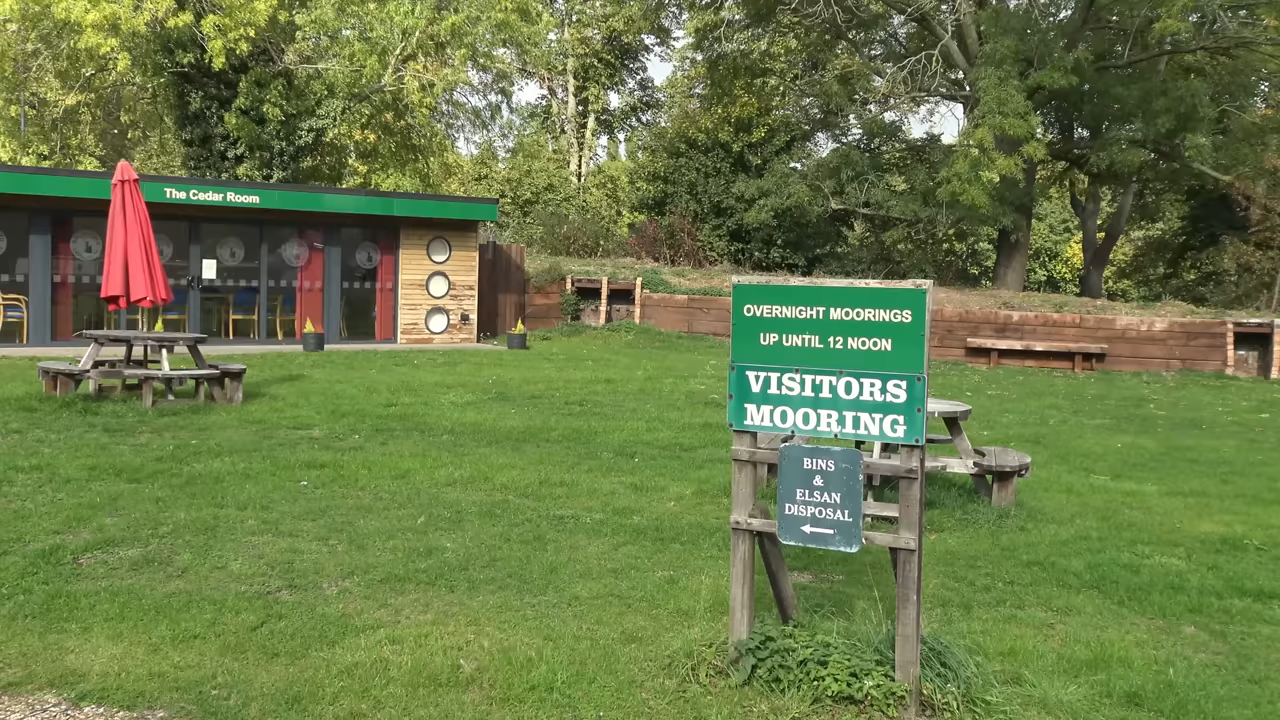 The Cedar Room
OVERNIGHT MOORINGS
UP UNTIL 12 NOON
VISITORS
MOORING
BINS
&
ELSAN
DISPOSAL